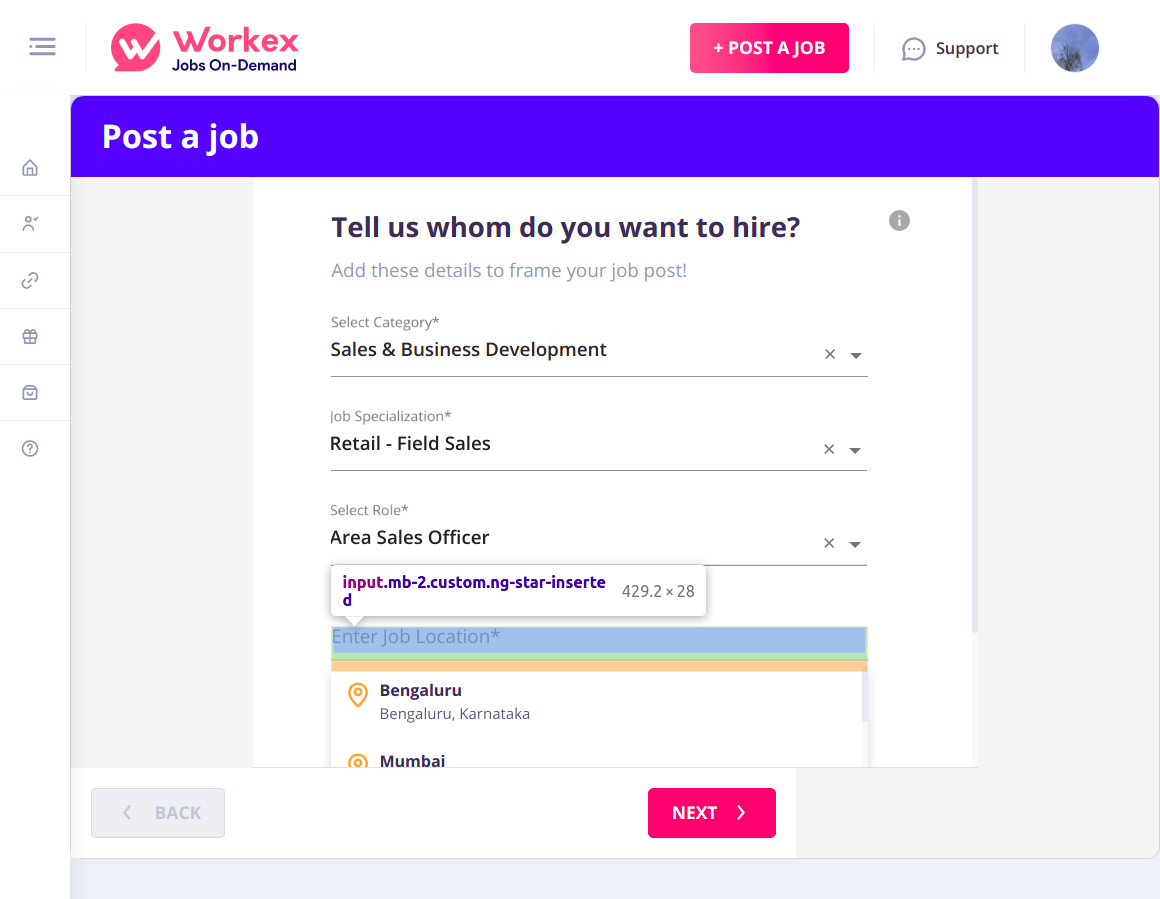 Workex
Jobs On-Demand
+ POST A JOB
Support
Post a job
Tell us whom do you want to hire?
Add these details to frame your job post!
Select Category*
Sales & Business Development
Job Specialization*
Retail - Field Sales
Select Role*
Area Sales Officer
input.mb-2.custom.ng-star-inserte
d
429.2 × 28
Enter Job Location*
Bengaluru
Bengaluru, Karnataka
Mumbai
BACK
NEXT